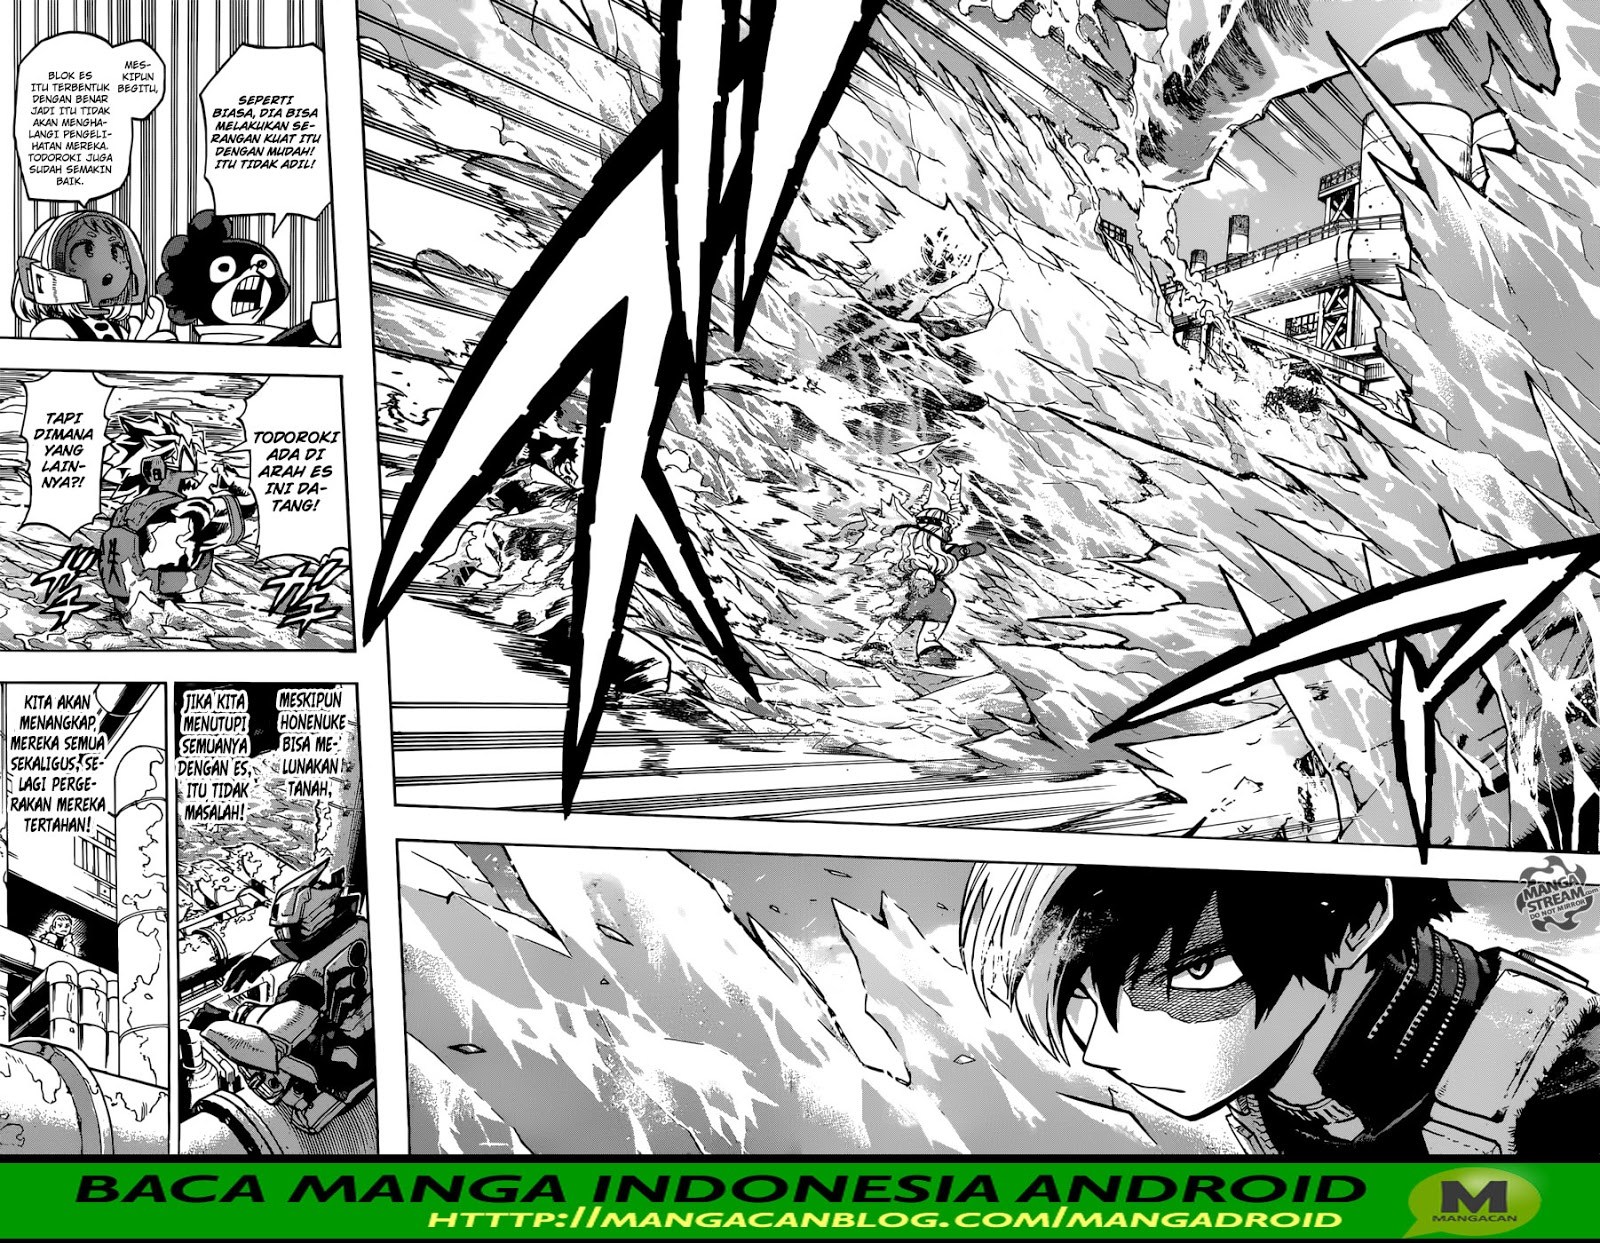 SEPERTI
BIASA, DIA BISA
MELAKUKAN SE-
RANGAN KUAT ITU
DENGAN MUDAH!
ITU TIDAK ADIL!
MES-
KIPUN
BEGITU,
BLOK ES
ITU TERBENTUK
DENGAN BENAR
JADI ITU TIDAK
AKAN MENGHA-
LANGI PENGELI-
HATAN MEREKA.
TODOROKI JUGA
SUDAH SEMAKIN
BAIK.
TODOROKI
ADA DI
ARAH ES
INI DA-
TANG!
TAPI
DIMANA
YANG
LAIN-
NYA?!
MESKIPUN
HONENUKE
BISA ME-
LUNAKAN
TANAH,
JIKA KITA
MENUTUPI
SEMUANYA
DENGAN ES,
ITU TIDAK
MASALAH!
KITA AKAN
MENANGKAP,
MEREKA SEMUA
SEKALIGUS, SE-
LAGI PERGE-
RAKAN MEREKA
TERTAHAN!
MANGA
STREAM.com
DO NOT MIRROR
BACA MANGA INDONESIA ANDROID
HTTTP://MANGACANBLOG.COM/MANGADROID
M
MANGACAN